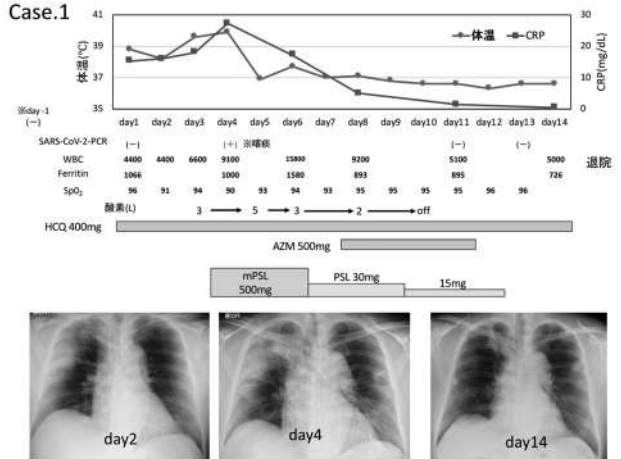 Case.1
体温(℃)
41
39
37
35
体温
CRP
30
20
10
0
CRP(mg/dL)
※day -1
(−)
day1 day2 day3 day4 day5 day6 day7 day8 day9 day10 day11 day12 day13 day14
SARS-CoV-2-PCR (−) (+) ※喀痰 (−) (−)
WBC 4400 4400 6600 9100 15800 9200 5100 5000
退院
Ferritin 1066 1000 1580 893 895 726
SpO2 96 91 94 90 93 94 93 95 95 95 95 96 96
酸素(L) 3 5 3 2 off
HCQ 400mg
AZM 500mg
mPSL
500mg
PSL 30mg
15mg
day2
day4
day14